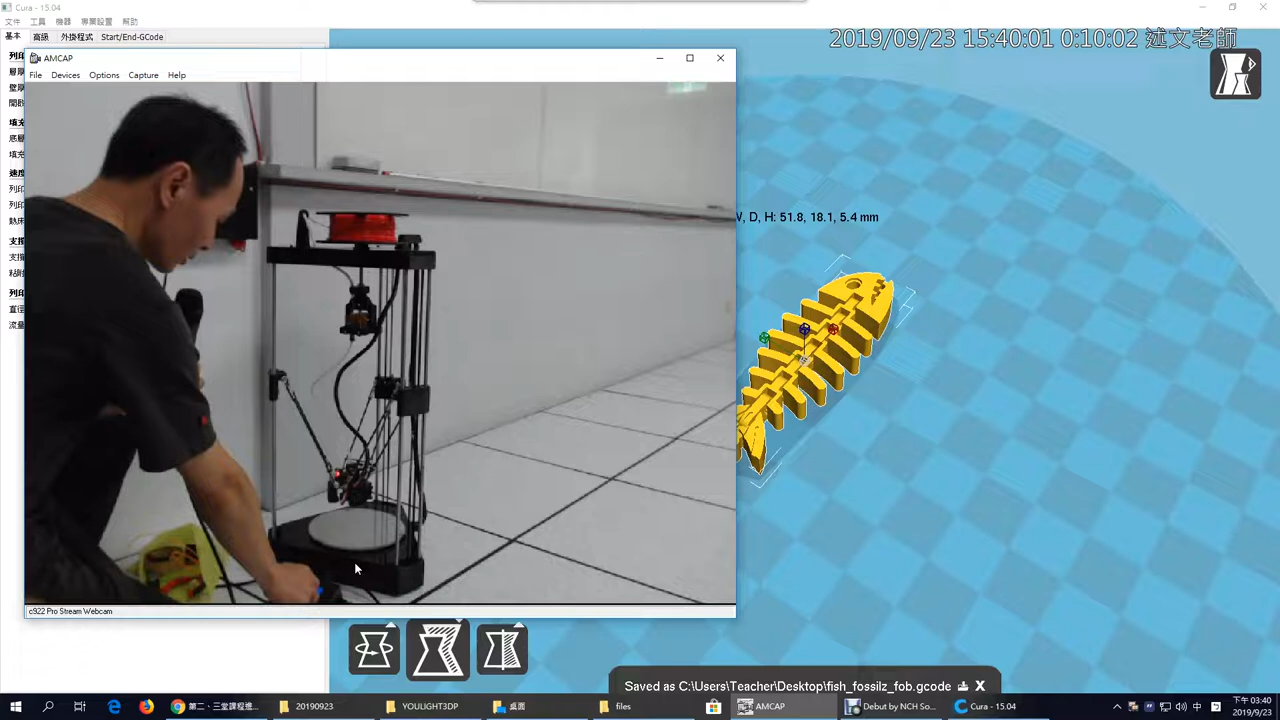 Cura - 15.04
文件 工具 機器 專業設置 幫助
基本 高級 外掛程式 Start/End-GCode
2019/09/23 15:40:01 0:10:02 述文老師
AMCAP
File Devices Options Capture Help
W, D, H: 51.8, 18.1, 5.4 mm
c922 Pro Stream Webcam
Saved as C:\Users\Teacher\Desktop\fish_fossilz_fob.gcode
第二、三堂課程進... 20190923 YOULIGHT3DP 桌面 files AMCAP Debut by NCH So... Cura - 15.04
中
下午 03:40
2019/9/23